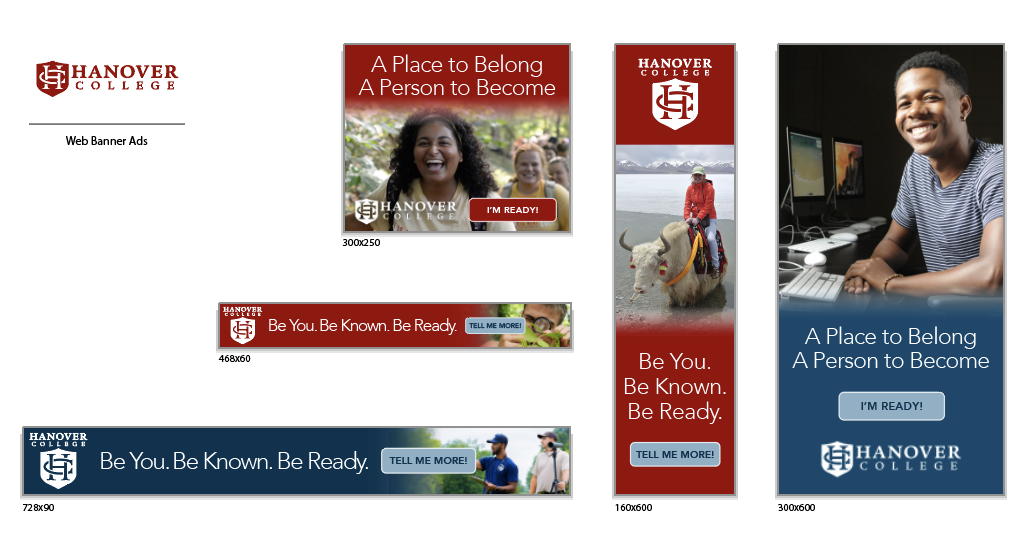 HANOVER
COLLEGE
Web Banner Ads
A Place to Belong
A Person to Become
HANOVER
COLLEGE
I'M READY!
300x250
HANOVER
COLLEGE
Be You. Be Known. Be Ready.
TELL ME MORE!
468x60
HANOVER
COLLEGE
Be You. Be Known. Be Ready.
TELL ME MORE!
728x90
HANOVER
COLLEGE
Be You.
Be Known.
Be Ready.
TELL ME MORE!
160x600
A Place to Belong
A Person to Become
I'M READY!
HANOVER
COLLEGE
300x600